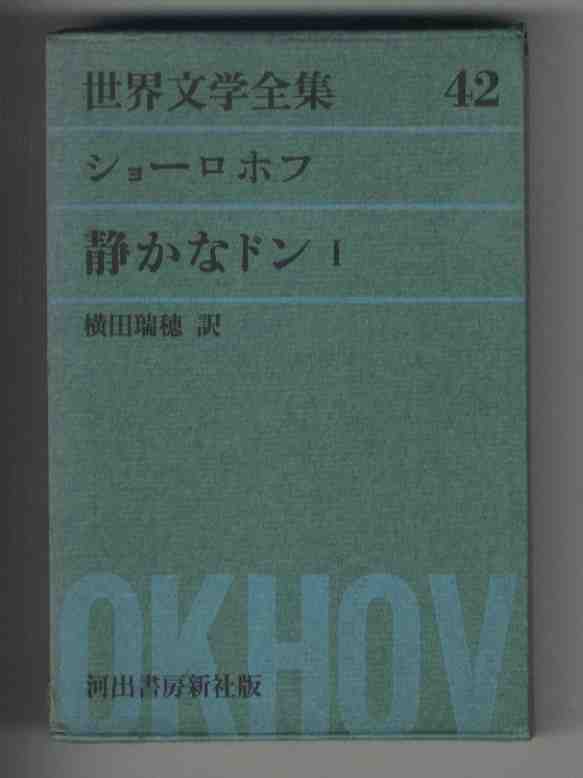 世界文学全集 42
ショーロホフ
静かなドン I
横田瑞穂 訳
OKHOV
河出書房新社版